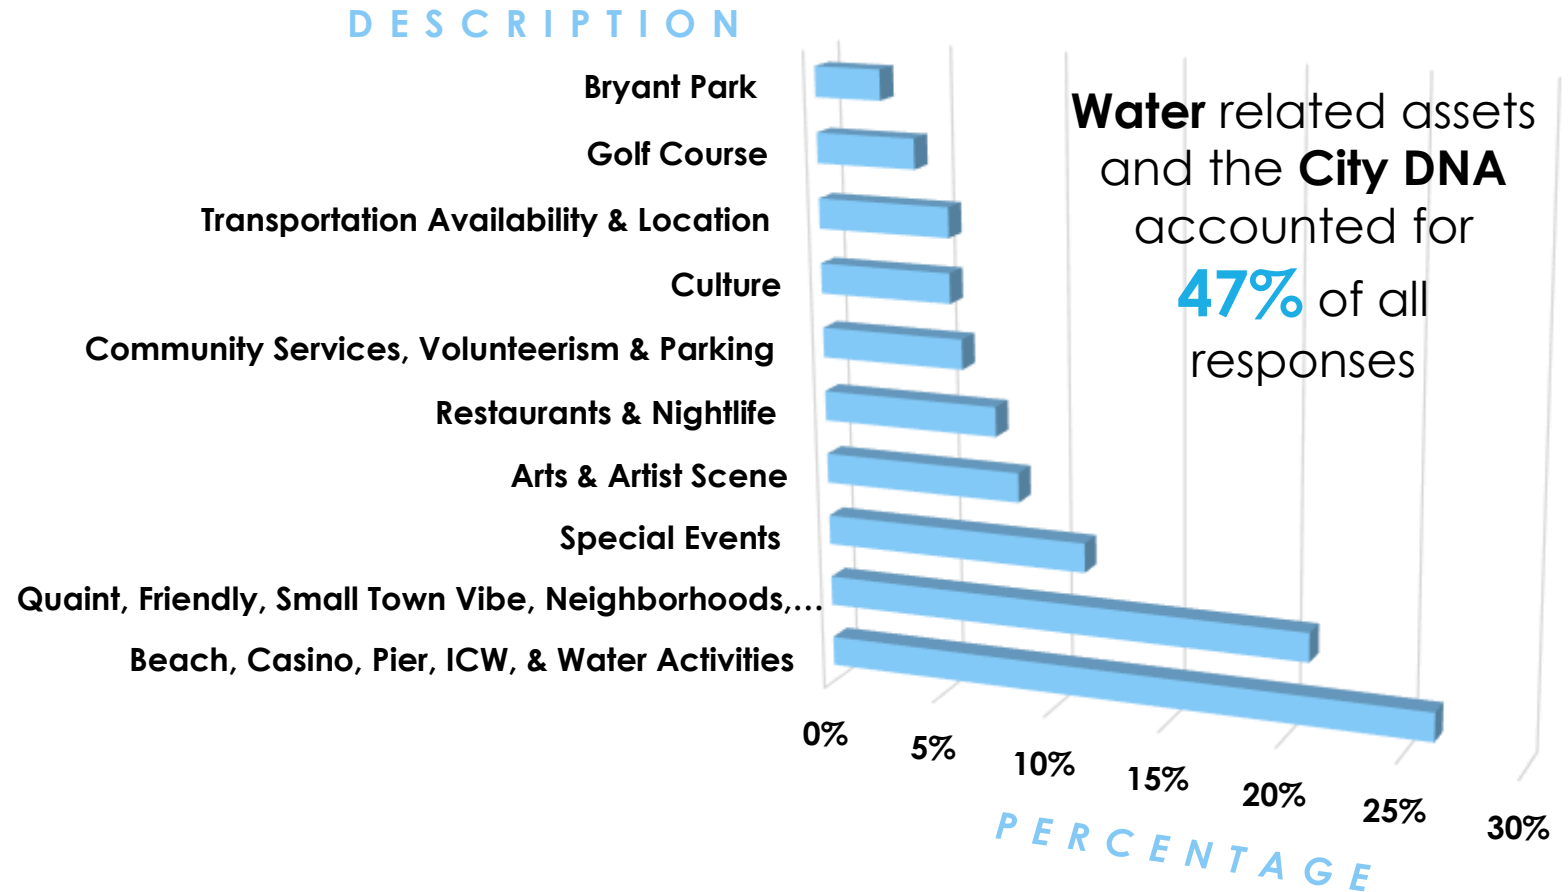 DESCRIPTION
Bryant Park
Golf Course
Transportation Availability & Location
Culture
Community Services, Volunteerism & Parking
Restaurants & Nightlife
Arts & Artist Scene
Special Events
Quaint, Friendly, Small Town Vibe, Neighborhoods,…
Beach, Casino, Pier, ICW, & Water Activities
Water related assets
and the City DNA
accounted for
47% of all
responses
0%
5%
10%
15%
20%
25%
30%
PERCENTAGE